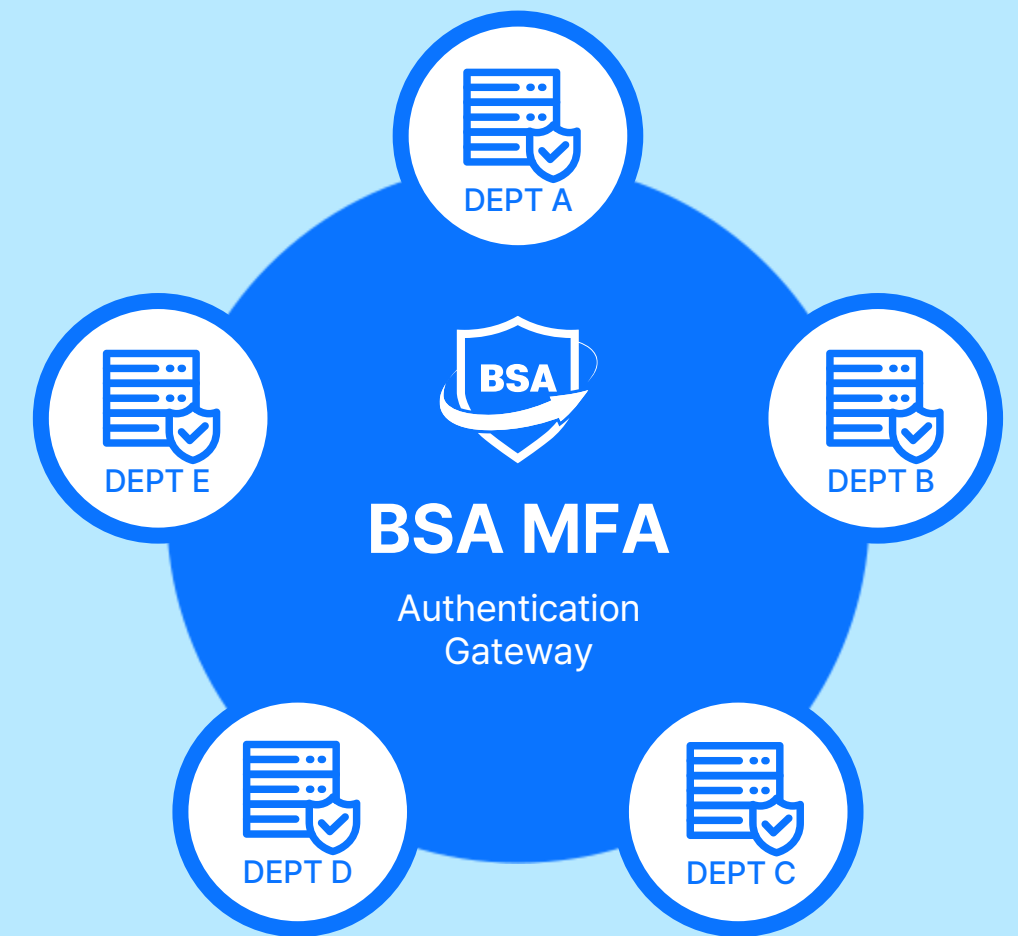 DEPT A
BSA
DEPT E
DEPT B
BSA MFA
Authentication
Gateway
DEPT D
DEPT C